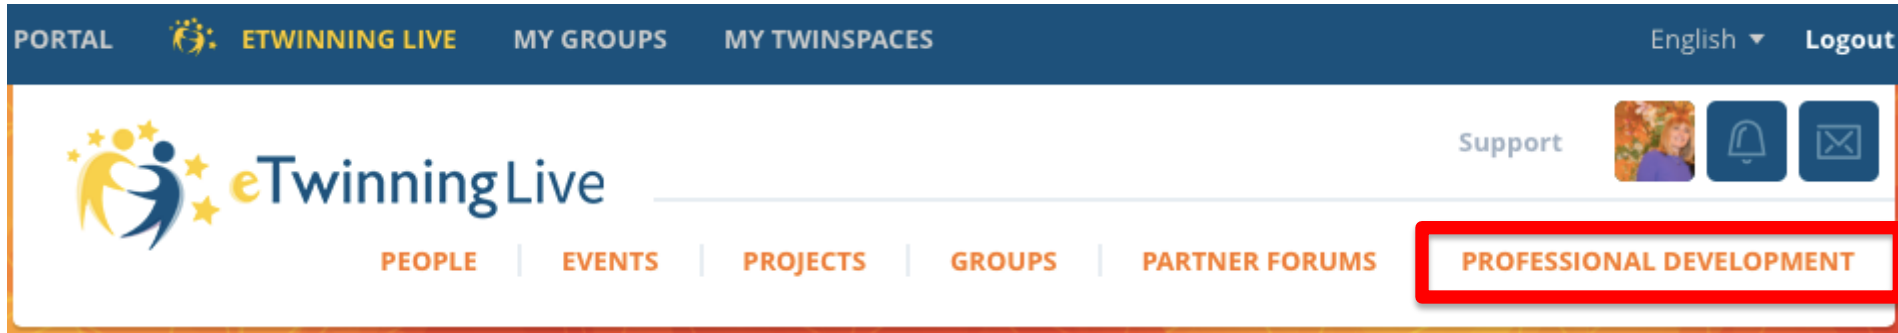 PORTAL ETWINNING LIVE MY GROUPS MY TWINSPACES English Logout
Support
eTwinning Live
PEOPLE EVENTS PROJECTS GROUPS PARTNER FORUMS PROFESSIONAL DEVELOPMENT